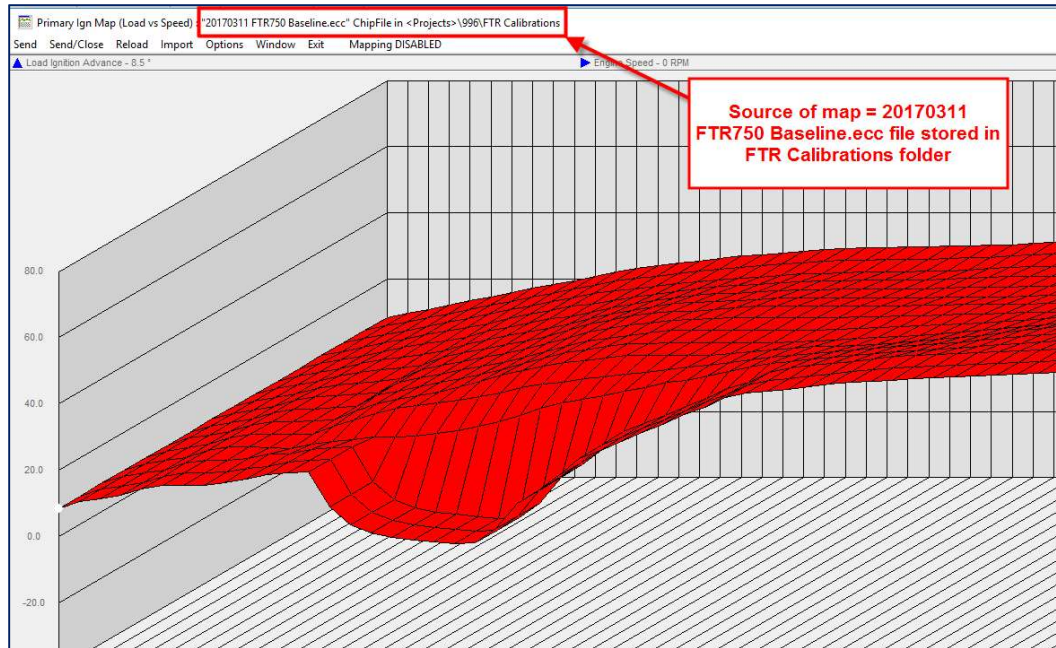 Primary Ign Map (Load vs Speed) : "20170311 FTR750 Baseline.ecc" ChipFile in <Projects>\996\FTR Calibrations
Send Send/Close Reload Import Options Window Exit Mapping DISABLED
Load Ignition Advance - 8.5 ° Engine Speed - 0 RPM
Source of map = 20170311
FTR750 Baseline.ecc file stored in
FTR Calibrations folder
80.0
60.0
40.0
20.0
0.0
-20.0